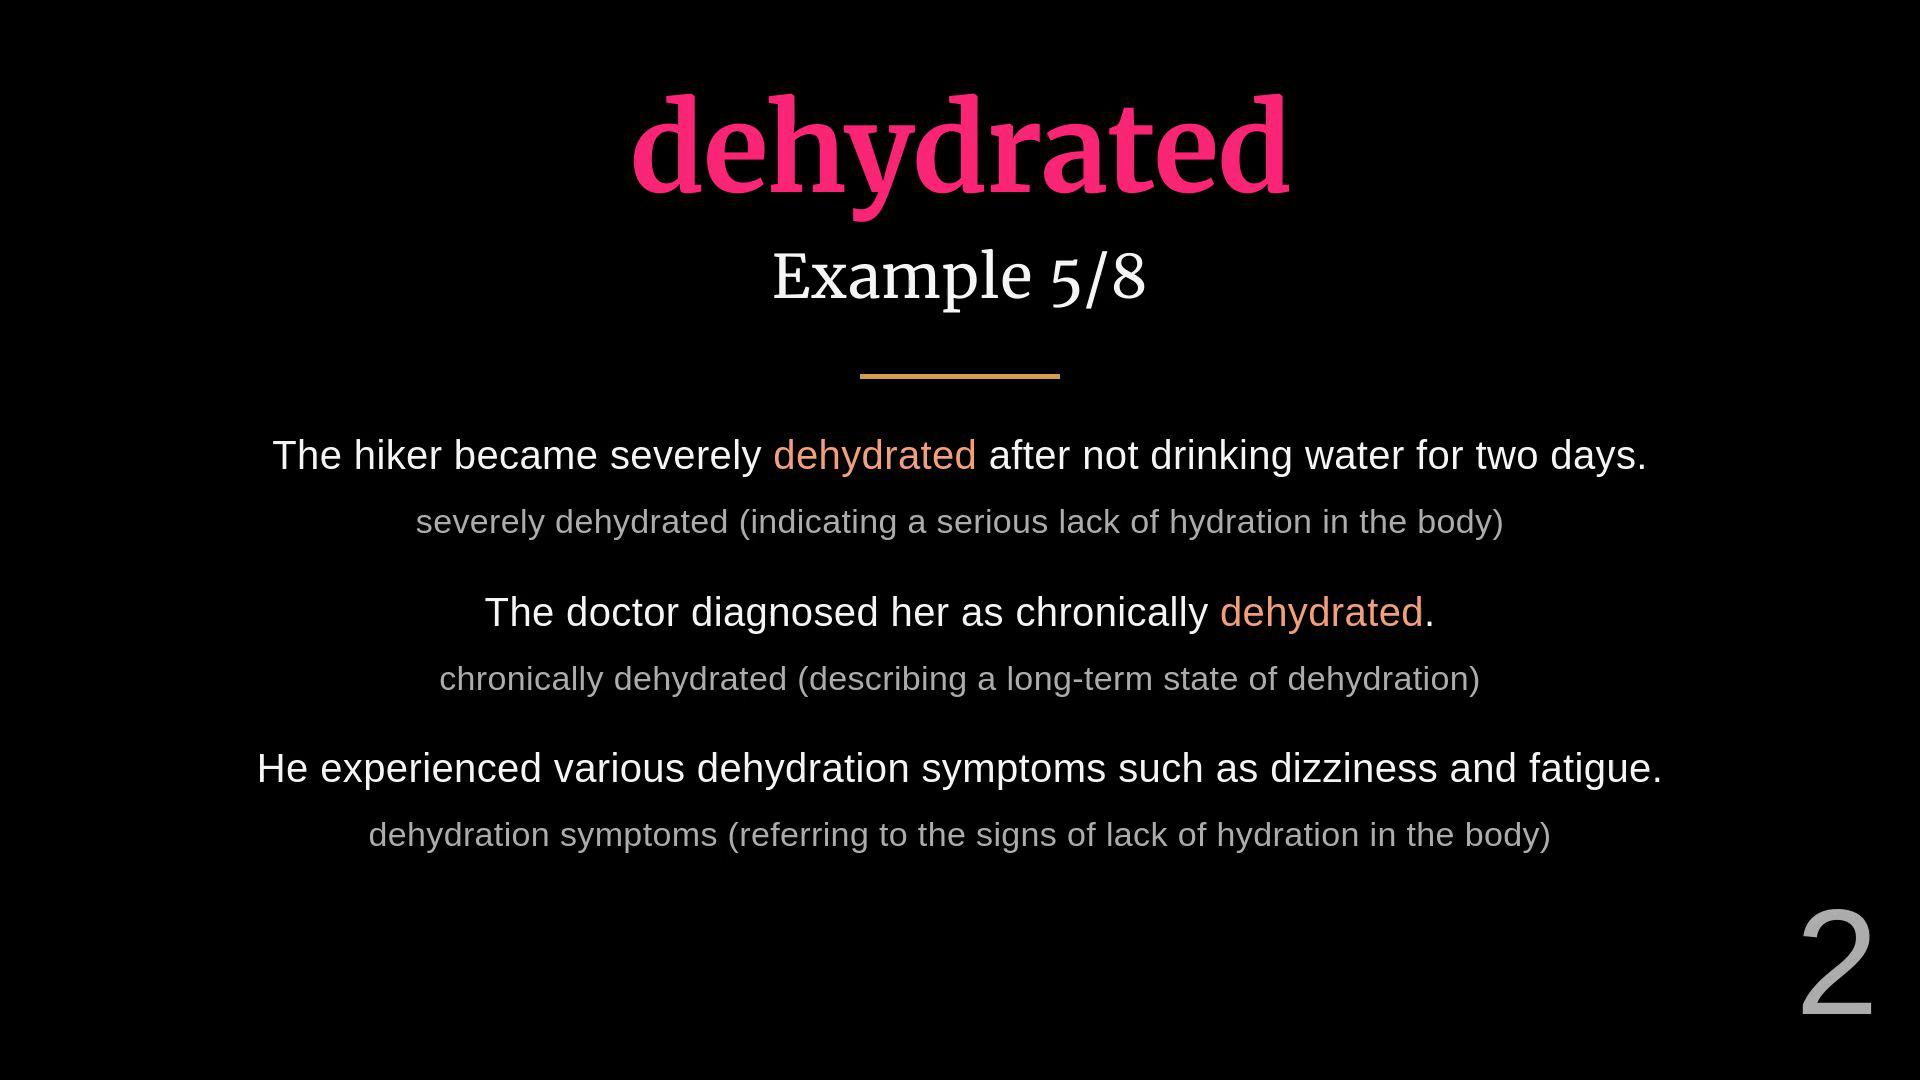 dehydrated
Example 5/8
The hiker became severely dehydrated after not drinking water for two days.
severely dehydrated (indicating a serious lack of hydration in the body)
The doctor diagnosed her as chronically dehydrated.
chronically dehydrated (describing a long-term state of dehydration)
He experienced various dehydration symptoms such as dizziness and fatigue.
dehydration symptoms (referring to the signs of lack of hydration in the body)
2